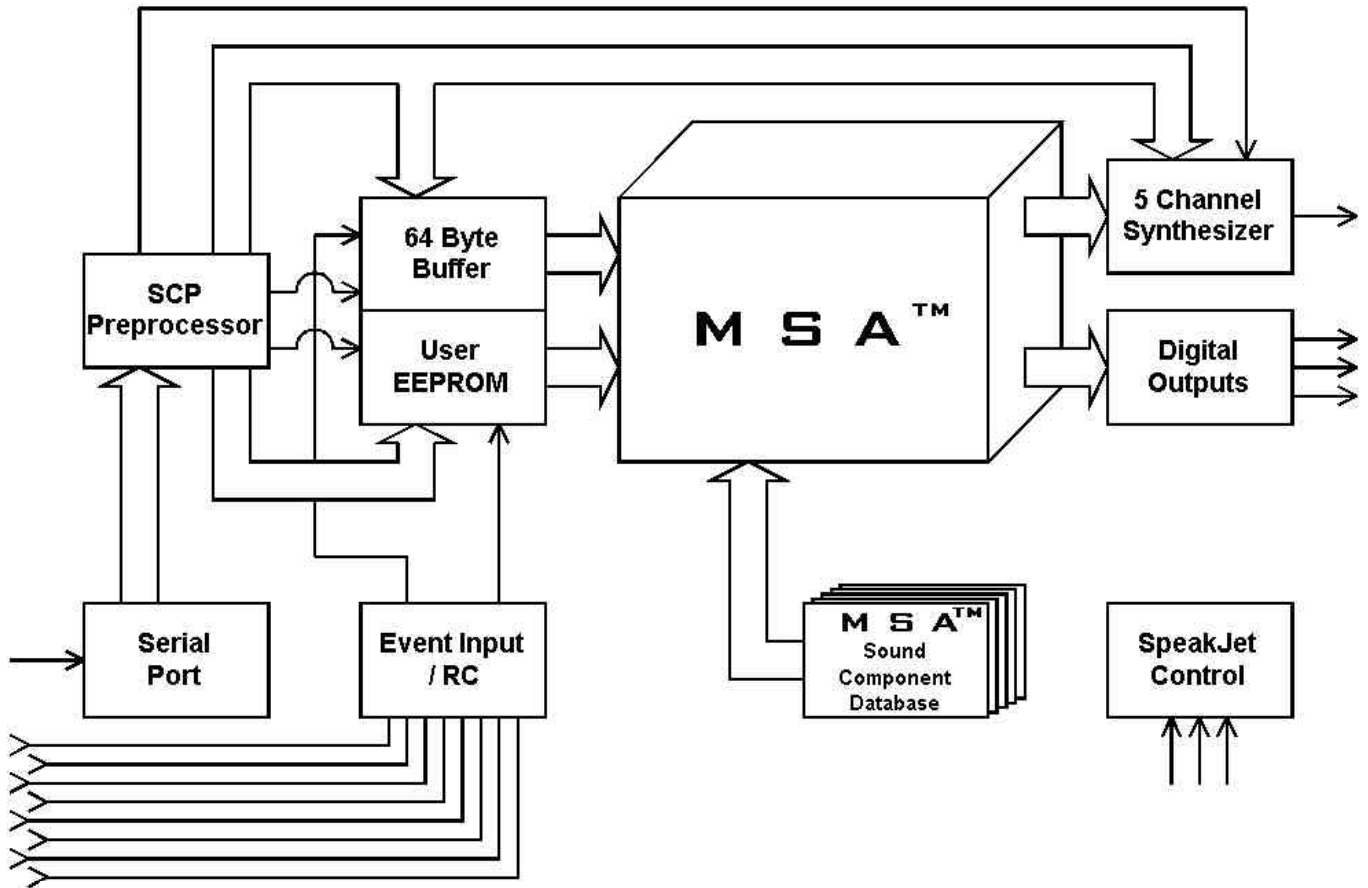 5 Channel
Synthesizer
64 Byte
Buffer
SCP
Preprocessor
M S A™
User
EEPROM
Digital
Outputs
Serial
Port
Event Input
/ RC
M S A™
Sound
Component
Database
SpeakJet
Control